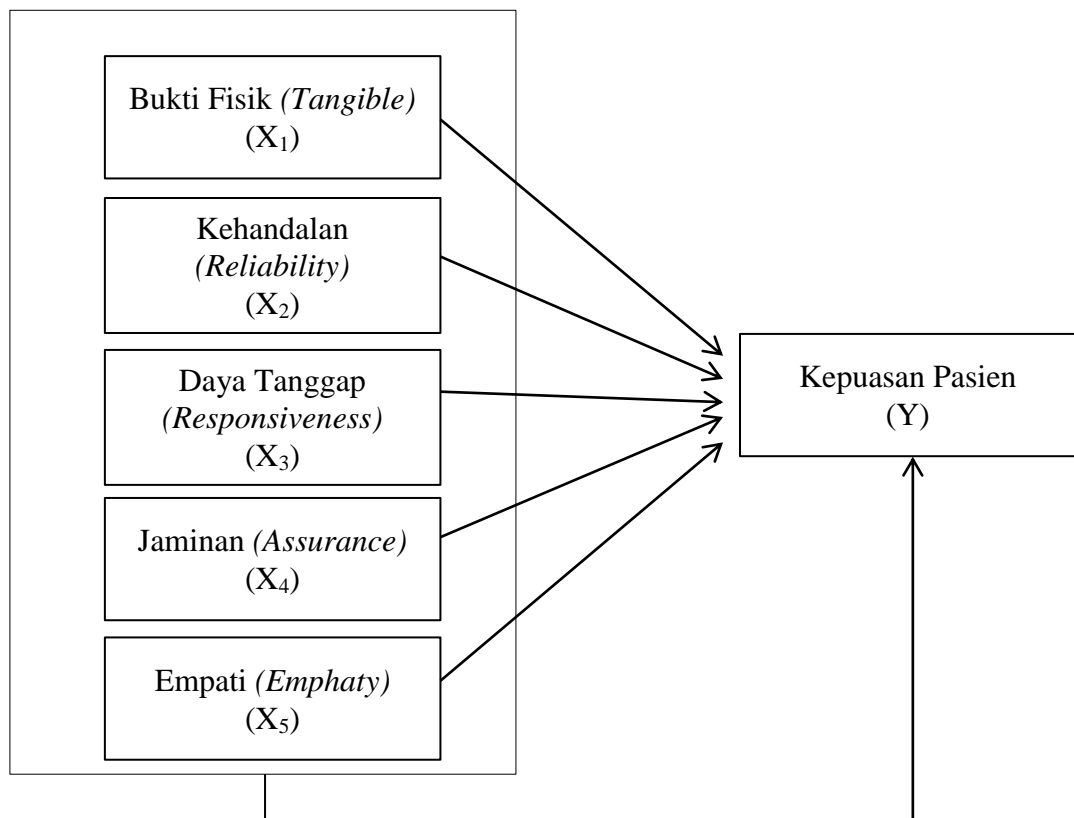 Bukti Fisik (Tangible)
(X₁)
Kehandalan
(Reliability)
(X₂)
Daya Tanggap
(Responsiveness)
(X₃)
Jaminan (Assurance)
(X₄)
Empati (Emphaty)
(X₅)
Kepuasan Pasien
(Y)